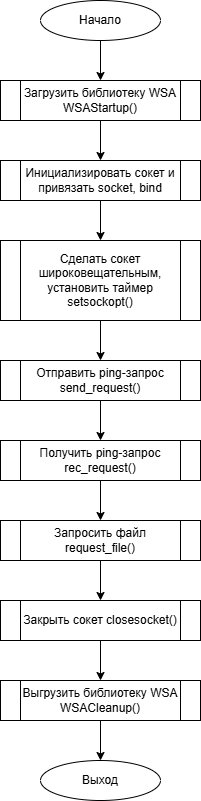 Начало
Загрузить библиотеку WSA
WSAStartup()
Инициализировать сокет и
привязать socket, bind
Сделать сокет
широковещательным,
установить таймер
setsockopt()
Отправить ping-запрос
send_request()
Получить ping-запрос
rec_request()
Запросить файл
request_file()
Закрыть сокет closesocket()
Выгрузить библиотеку WSA
WSACleanup()
Выход